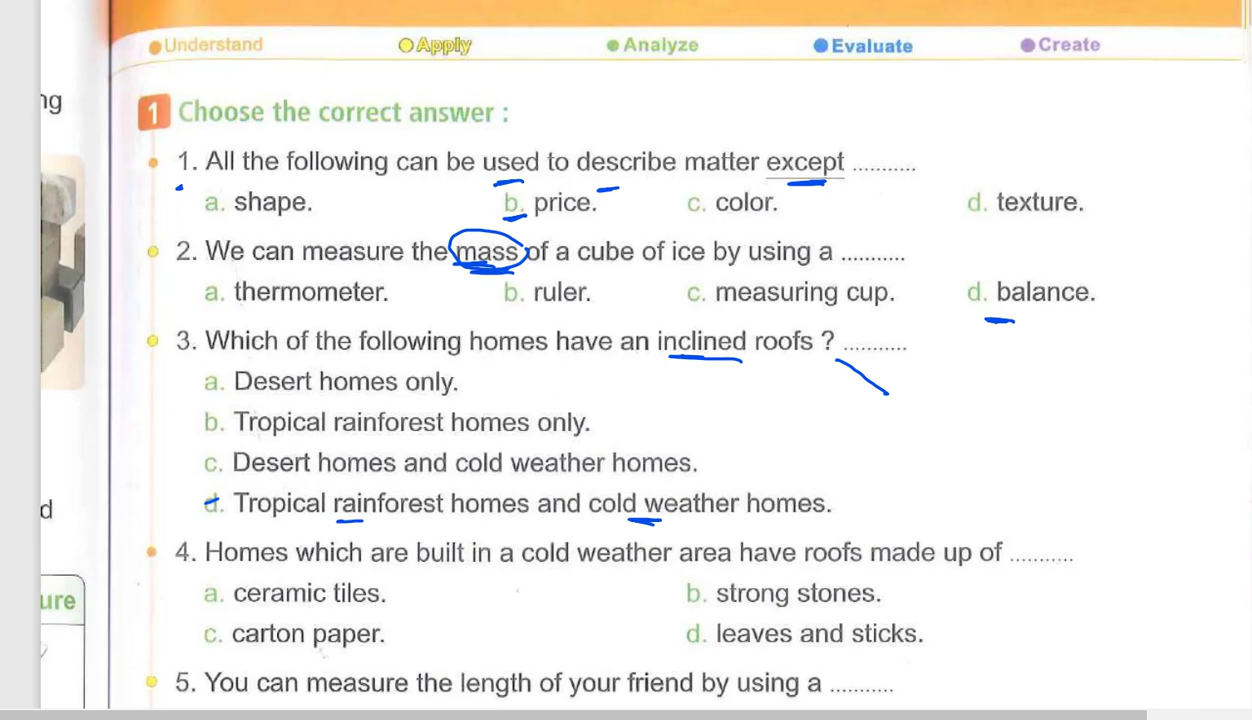 ng
Understand Apply Analyze Evaluate Create
1 Choose the correct answer :
1. All the following can be used to describe matter except ...........
a. shape. b. price. c. color. d. texture.
2. We can measure the mass of a cube of ice by using a ...........
a. thermometer. b. ruler. c. measuring cup. d. balance.
3. Which of the following homes have an inclined roofs ? ...........
a. Desert homes only.
b. Tropical rainforest homes only.
c. Desert homes and cold weather homes.
d. Tropical rainforest homes and cold weather homes.
d
4. Homes which are built in a cold weather area have roofs made up of ...........
a. ceramic tiles. b. strong stones.
ure
c. carton paper. d. leaves and sticks.
5. You can measure the length of your friend by using a ...........